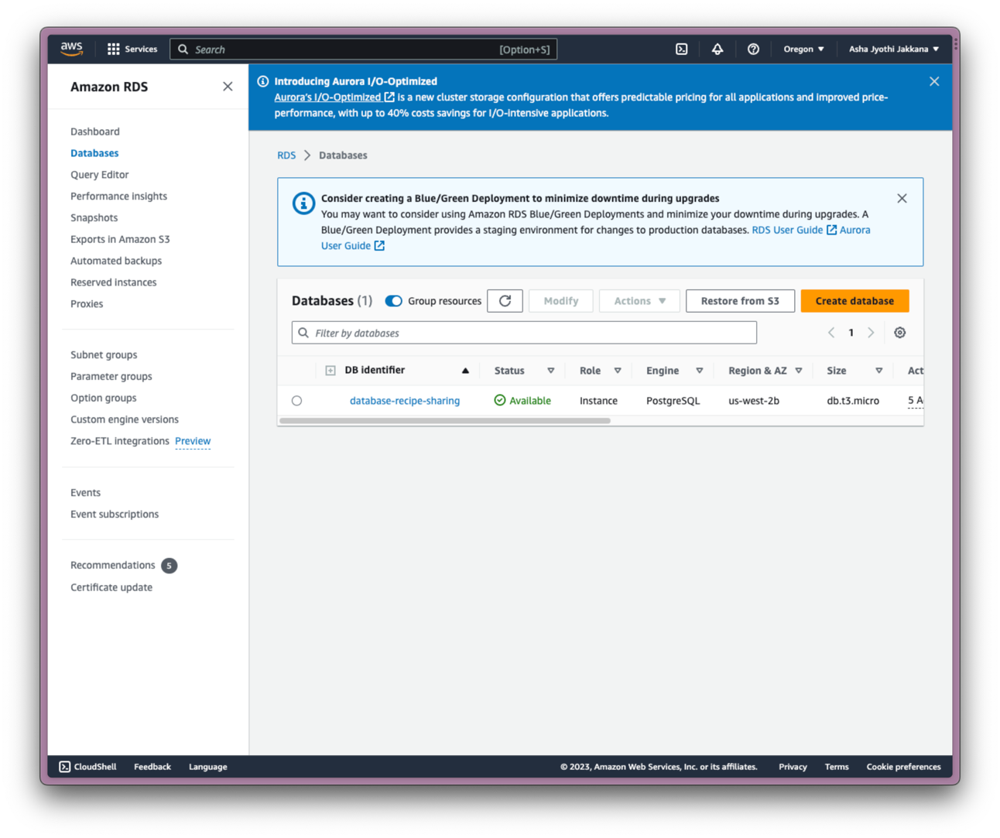 aws
Services
Search
[Option+S]
Oregon
Asha Jyothi Jakkana
Amazon RDS
Dashboard
Databases
Query Editor
Performance insights
Snapshots
Exports in Amazon S3
Automated backups
Reserved instances
Proxies
Subnet groups
Parameter groups
Option groups
Custom engine versions
Zero-ETL integrations Preview
Events
Event subscriptions
Recommendations 5
Certificate update
Introducing Aurora I/O-Optimized
Aurora's I/O-Optimized is a new cluster storage configuration that offers predictable pricing for all applications and improved price-
performance, with up to 40% costs savings for I/O-intensive applications.
RDS > Databases
Consider creating a Blue/Green Deployment to minimize downtime during upgrades
You may want to consider using Amazon RDS Blue/Green Deployments and minimize your downtime during upgrades. A
Blue/Green Deployment provides a staging environment for changes to production databases. RDS User Guide Aurora
User Guide
Databases (1) Group resources Modify Actions Restore from S3 Create database
Filter by databases
1
DB identifier Status Role Engine Region & AZ Size Act
database-recipe-sharing Available Instance PostgreSQL us-west-2b db.t3.micro 5 A
CloudShell Feedback Language © 2023, Amazon Web Services, Inc. or its affiliates. Privacy Terms Cookie preferences